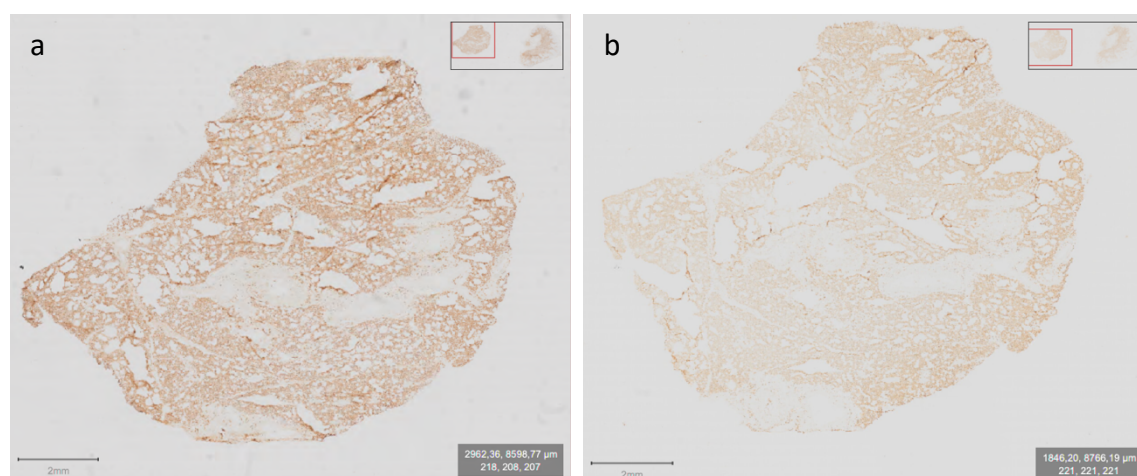 a
b
2mm
2962,36, 8598,77 µm
218, 208, 207
2mm
1846,20, 8766,19 µm
221, 221, 221